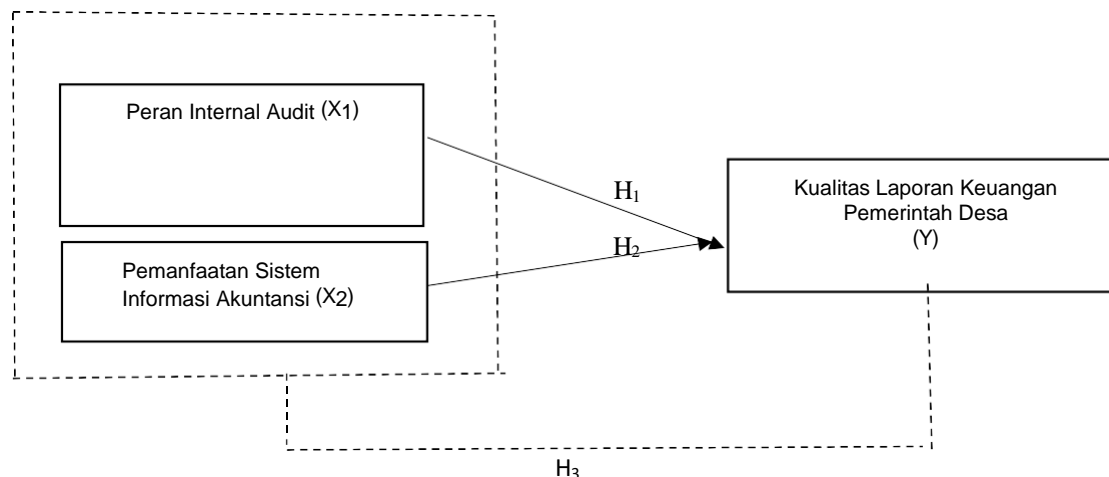 Peran Internal Audit (X1)
H1
Kualitas Laporan Keuangan
Pemerintah Desa
(Y)
H2
Pemanfaatan Sistem
Informasi Akuntansi (X2)
H3